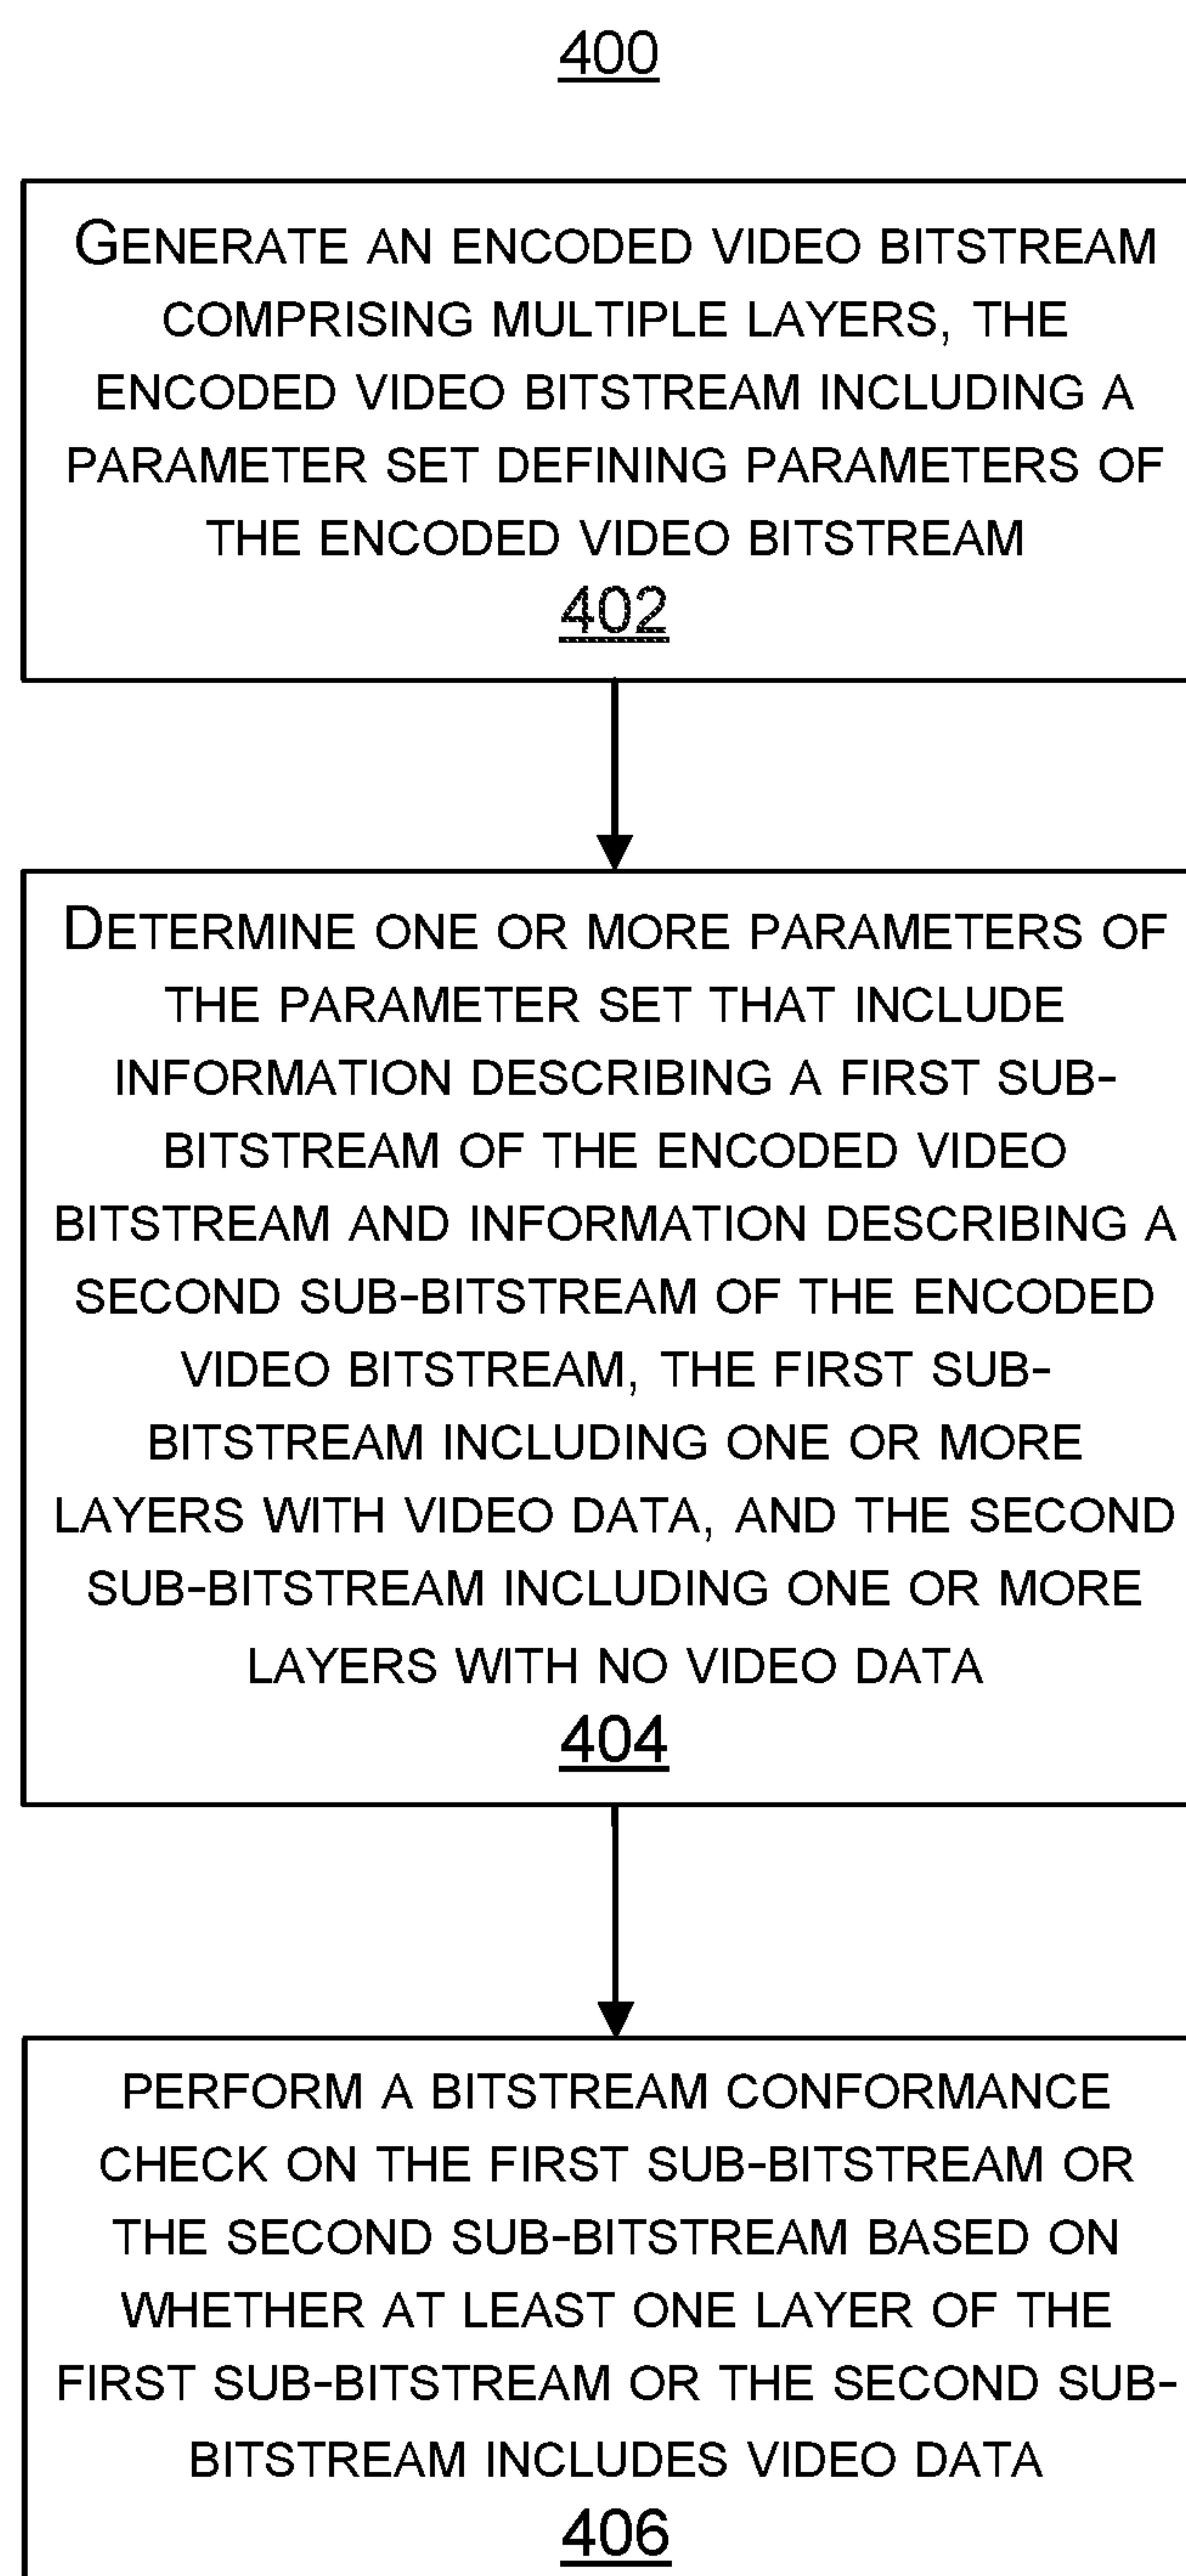 400
GENERATE AN ENCODED VIDEO BITSTREAM
COMPRISING MULTIPLE LAYERS, THE
ENCODED VIDEO BITSTREAM INCLUDING A
PARAMETER SET DEFINING PARAMETERS OF
THE ENCODED VIDEO BITSTREAM
402
DETERMINE ONE OR MORE PARAMETERS OF
THE PARAMETER SET THAT INCLUDE
INFORMATION DESCRIBING A FIRST SUB-
BITSTREAM OF THE ENCODED VIDEO
BITSTREAM AND INFORMATION DESCRIBING A
SECOND SUB-BITSTREAM OF THE ENCODED
VIDEO BITSTREAM, THE FIRST SUB-
BITSTREAM INCLUDING ONE OR MORE
LAYERS WITH VIDEO DATA, AND THE SECOND
SUB-BITSTREAM INCLUDING ONE OR MORE
LAYERS WITH NO VIDEO DATA
404
PERFORM A BITSTREAM CONFORMANCE
CHECK ON THE FIRST SUB-BITSTREAM OR
THE SECOND SUB-BITSTREAM BASED ON
WHETHER AT LEAST ONE LAYER OF THE
FIRST SUB-BITSTREAM OR THE SECOND SUB-
BITSTREAM INCLUDES VIDEO DATA
406